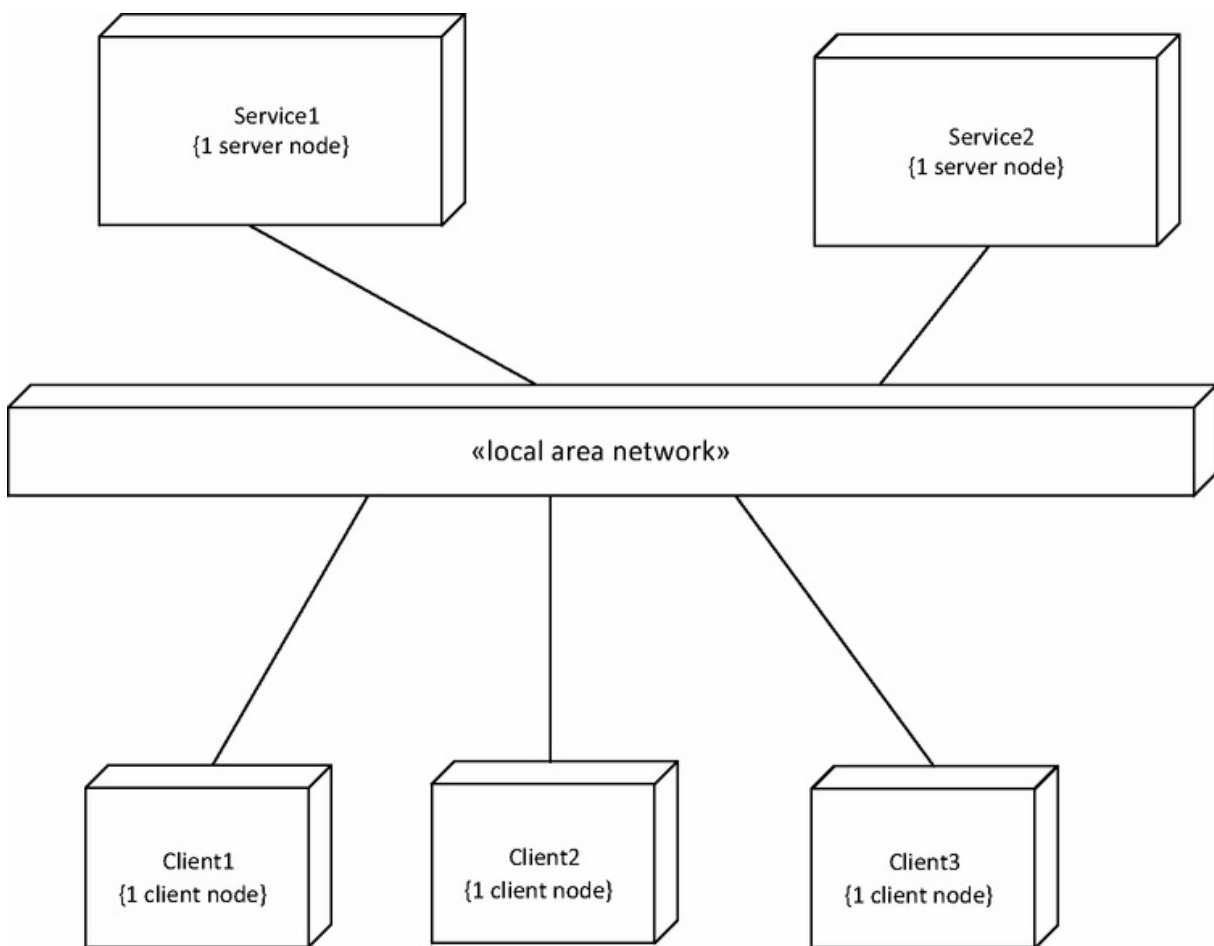 Service1
{1 server node}
Service2
{1 server node}
«local area network»
Client1
{1 client node}
Client2
{1 client node}
Client3
{1 client node}